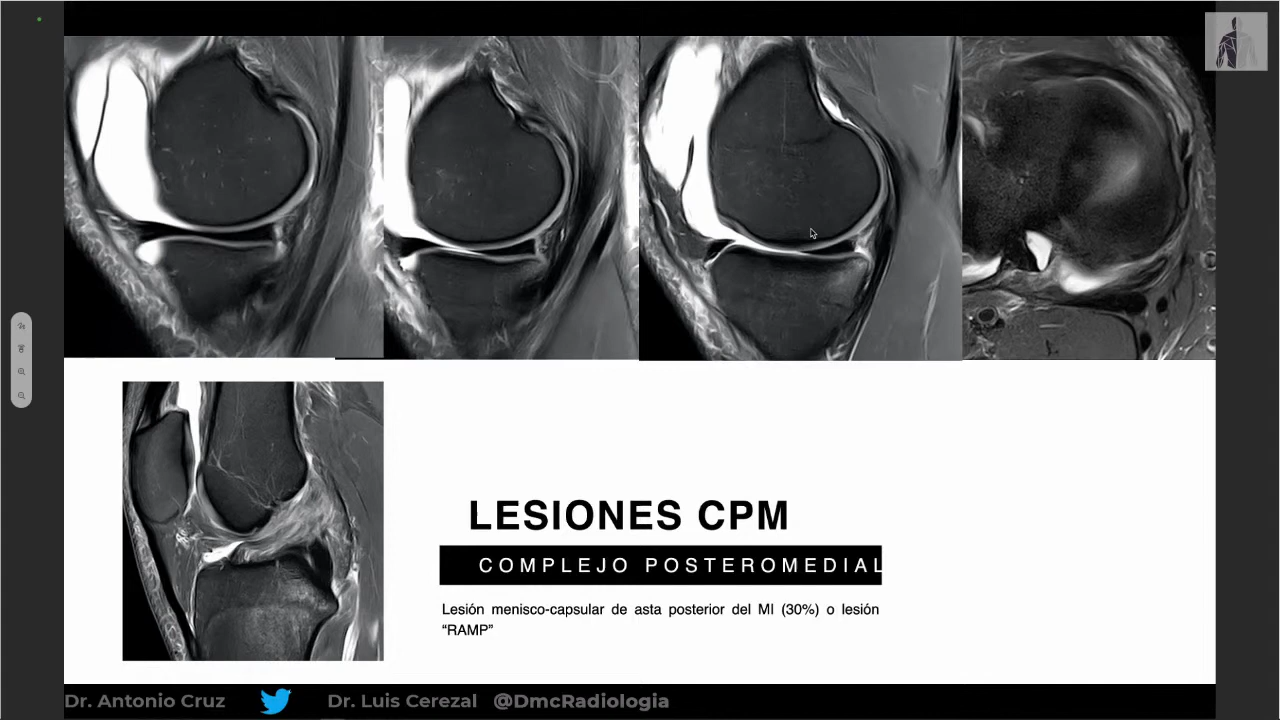 LESIONES CPM
COMPLEJO POSTEROMEDIAL
Lesión menisco-capsular de asta posterior del MI (30%) o lesión
“RAMP”
Dr. Antonio Cruz Dr. Luis Cerezal @DmcRadiologia